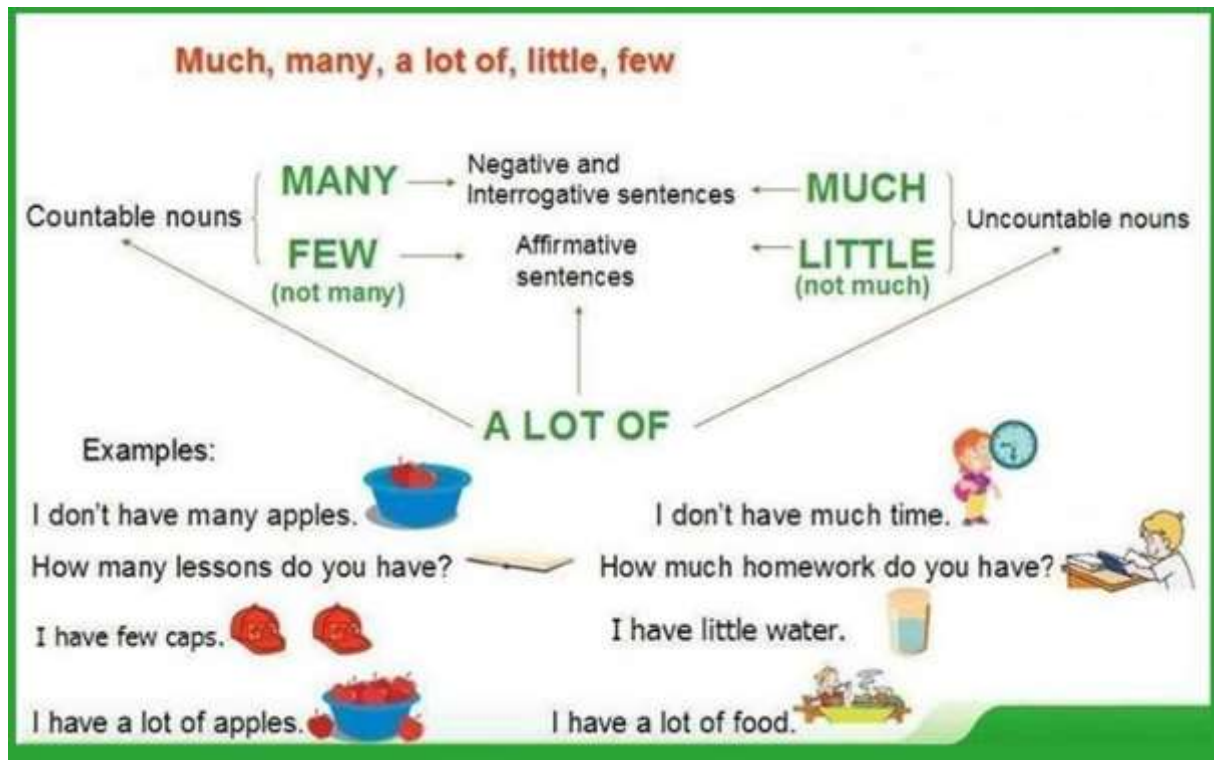 Much, many, a lot of, little, few
MANY
Negative and
Interrogative sentences
MUCH
Countable nouns
Uncountable nouns
FEW
(not many)
Affirmative
sentences
LITTLE
(not much)
A LOT OF
Examples:
I don't have many apples.
I don't have much time.
How many lessons do you have?
How much homework do you have?
I have few caps.
I have little water.
I have a lot of apples.
I have a lot of food.